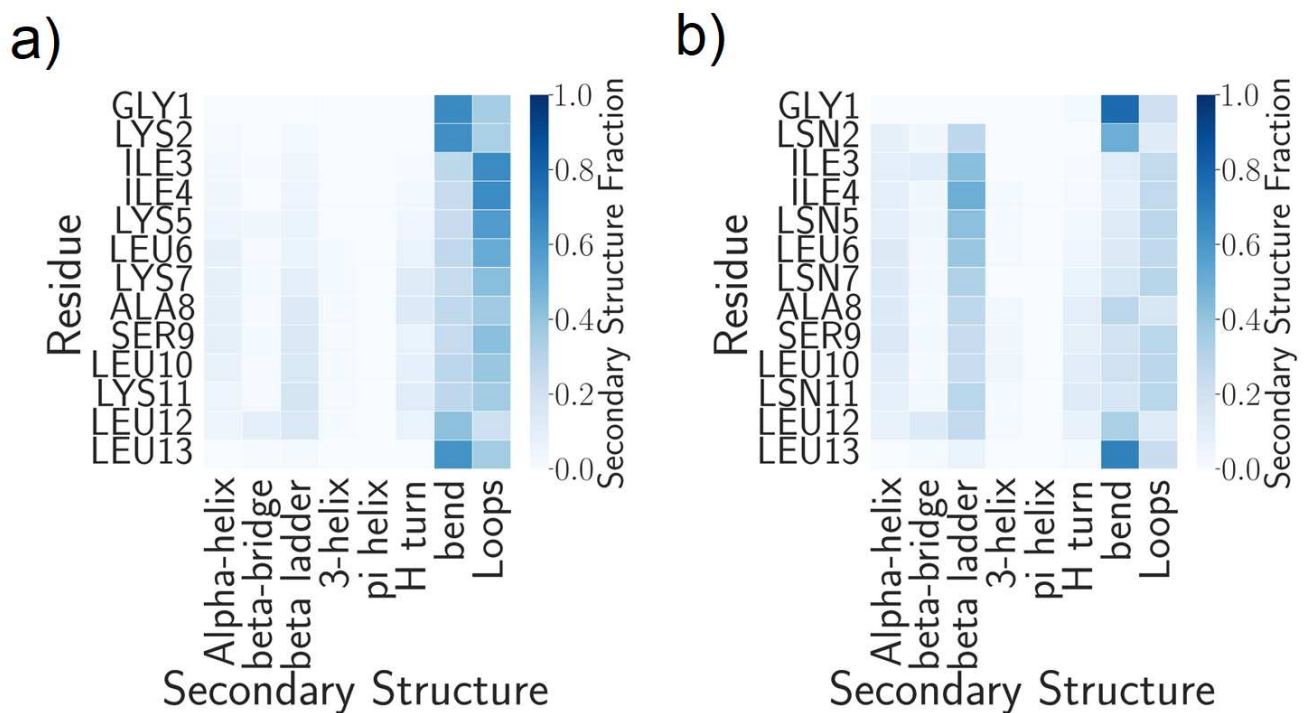 a)
GLY1
LYS2
ILE3
ILE4
LYS5
LEU6
LYS7
ALA8
SER9
LEU10
LYS11
LEU12
LEU13
Residue
Alpha-helix
beta-bridge
beta ladder
3-helix
pi helix
H turn
bend
Loops
Secondary Structure
1.0
0.8
0.6
0.4
0.2
0.0
Secondary Structure Fraction
b)
GLY1
LSN2
ILE3
ILE4
LSN5
LEU6
LSN7
ALA8
SER9
LEU10
LSN11
LEU12
LEU13
Residue
Alpha-helix
beta-bridge
beta ladder
3-helix
pi helix
H turn
bend
Loops
Secondary Structure
1.0
0.8
0.6
0.4
0.2
0.0
Secondary Structure Fraction